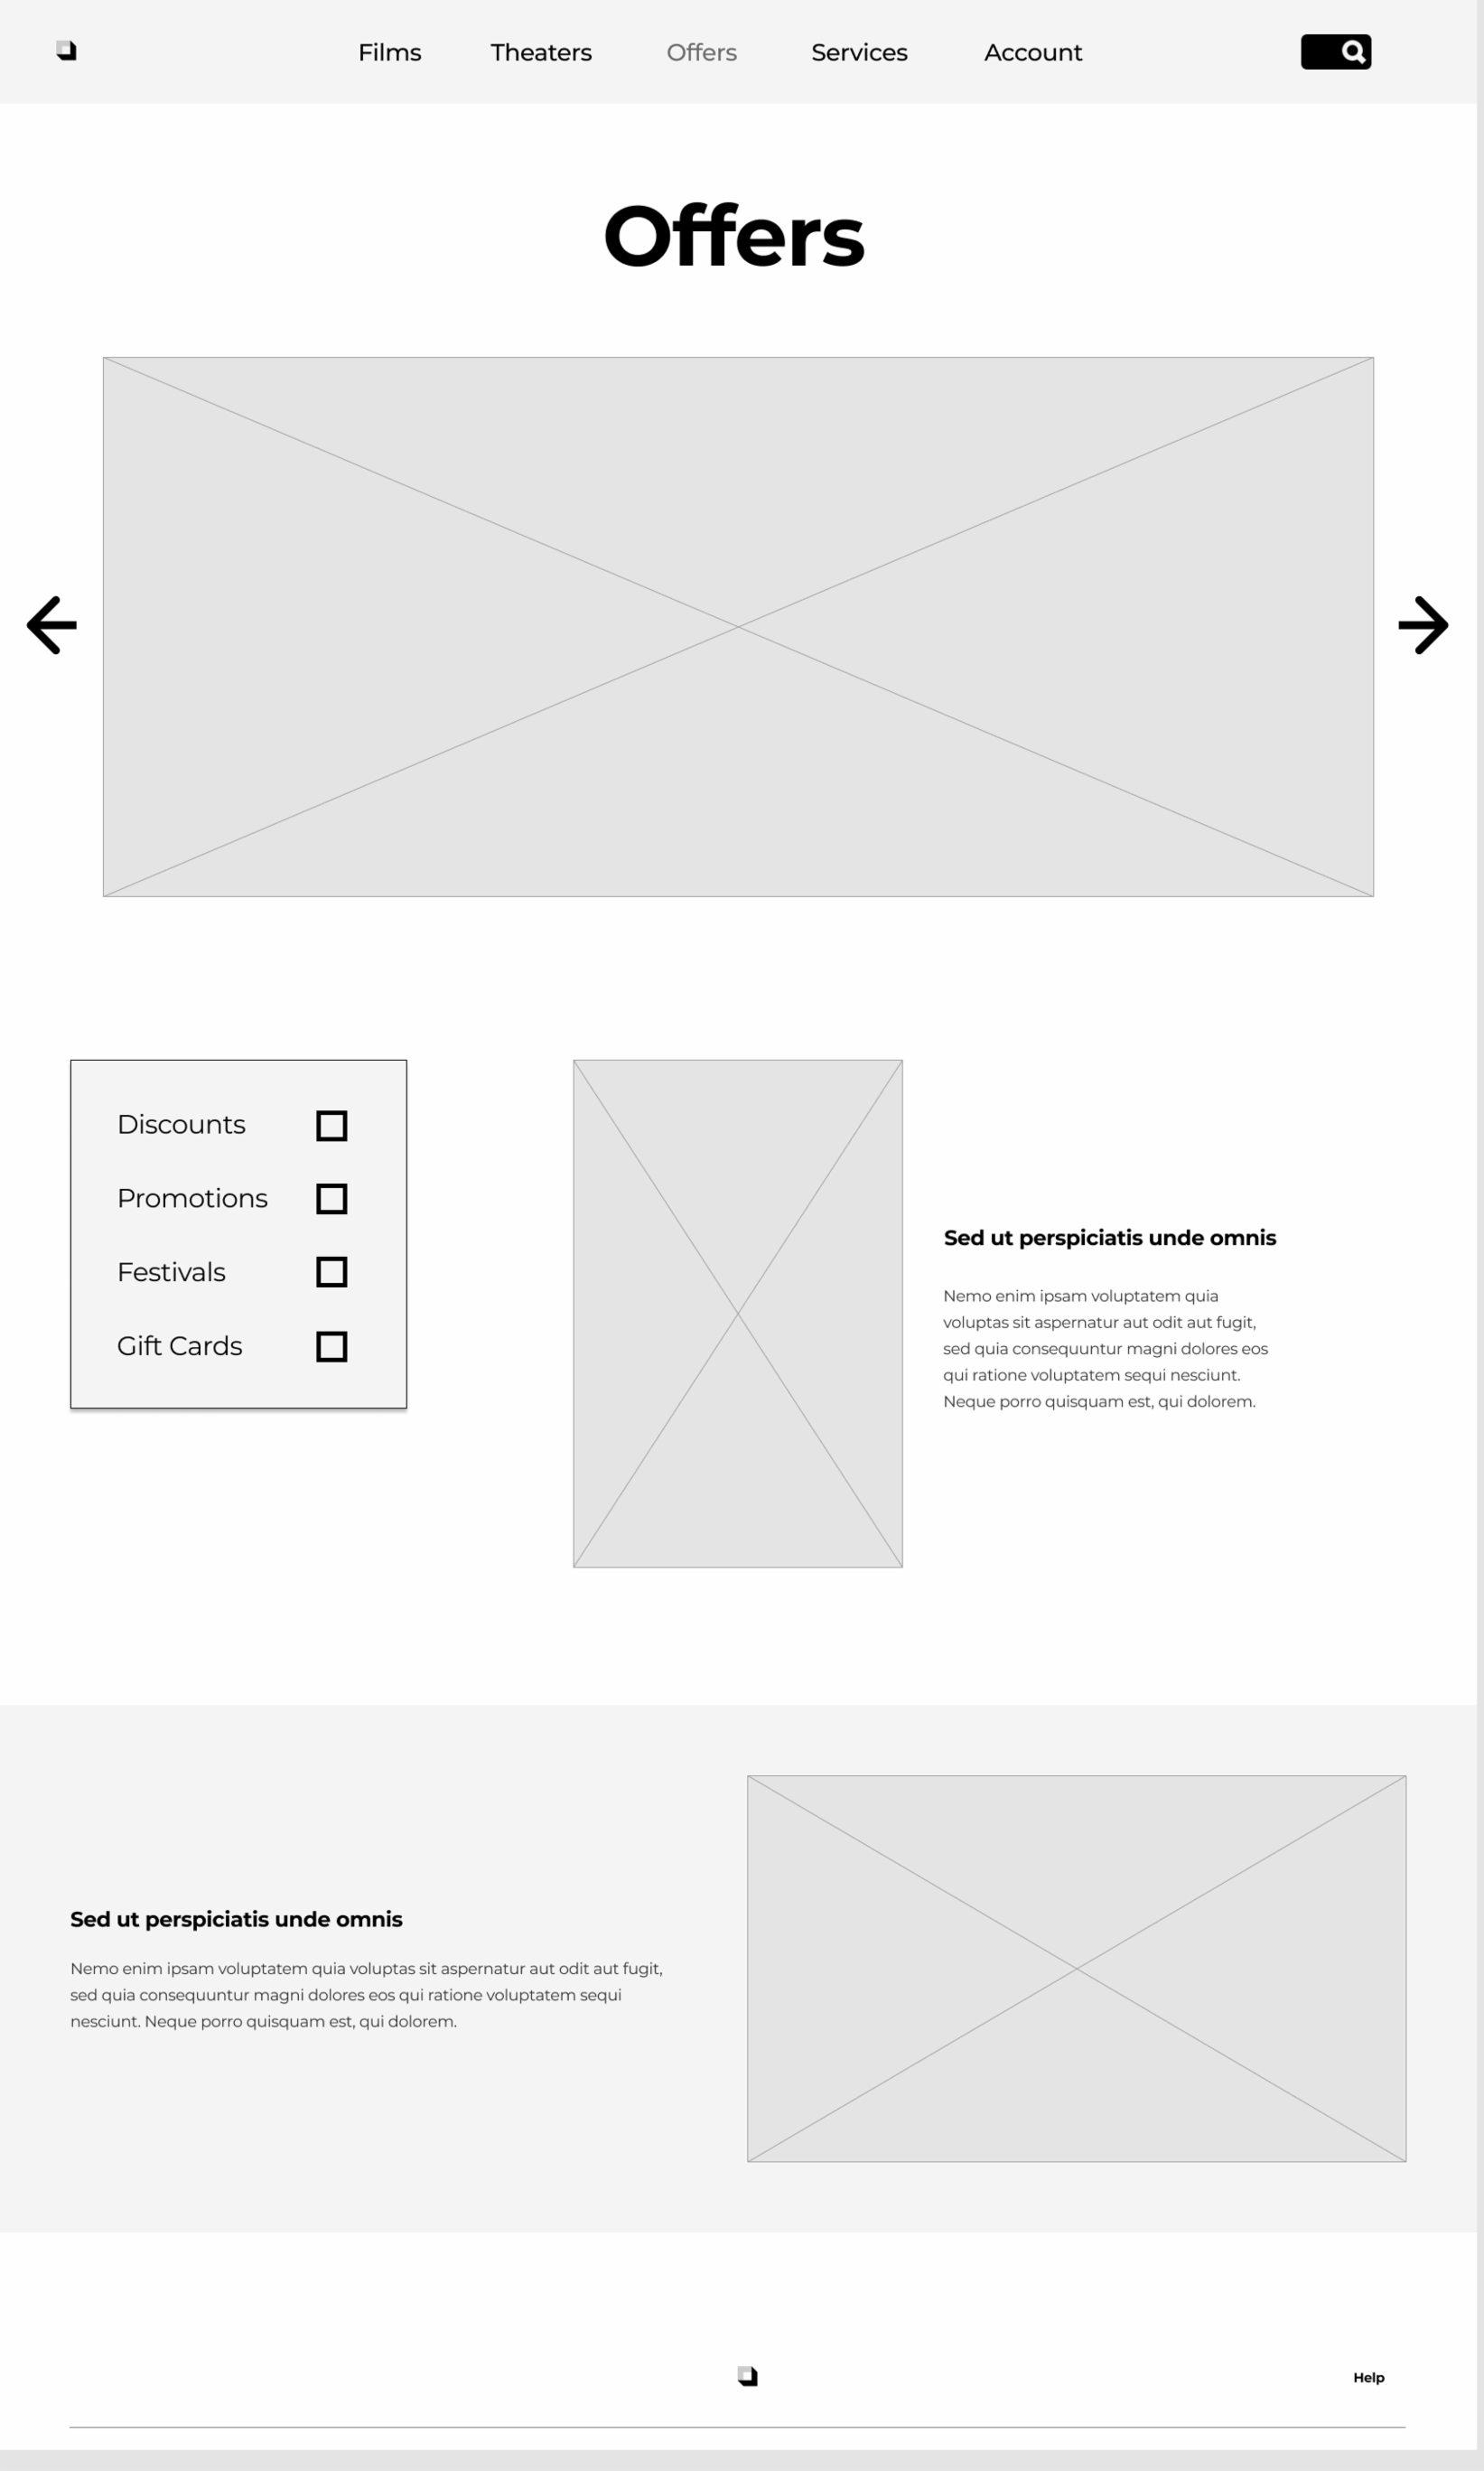 Films Theaters Offers Services Account
Offers
Discounts
Promotions
Festivals
Gift Cards
Sed ut perspiciatis unde omnis
Nemo enim ipsam voluptatem quia
voluptas sit aspernatur aut odit aut fugit,
sed quia consequuntur magni dolores eos
qui ratione voluptatem sequi nesciunt.
Neque porro quisquam est, qui dolorem.
Sed ut perspiciatis unde omnis
Nemo enim ipsam voluptatem quia voluptas sit aspernatur aut odit aut fugit,
sed quia consequuntur magni dolores eos qui ratione voluptatem sequi
nesciunt. Neque porro quisquam est, qui dolorem.
Help